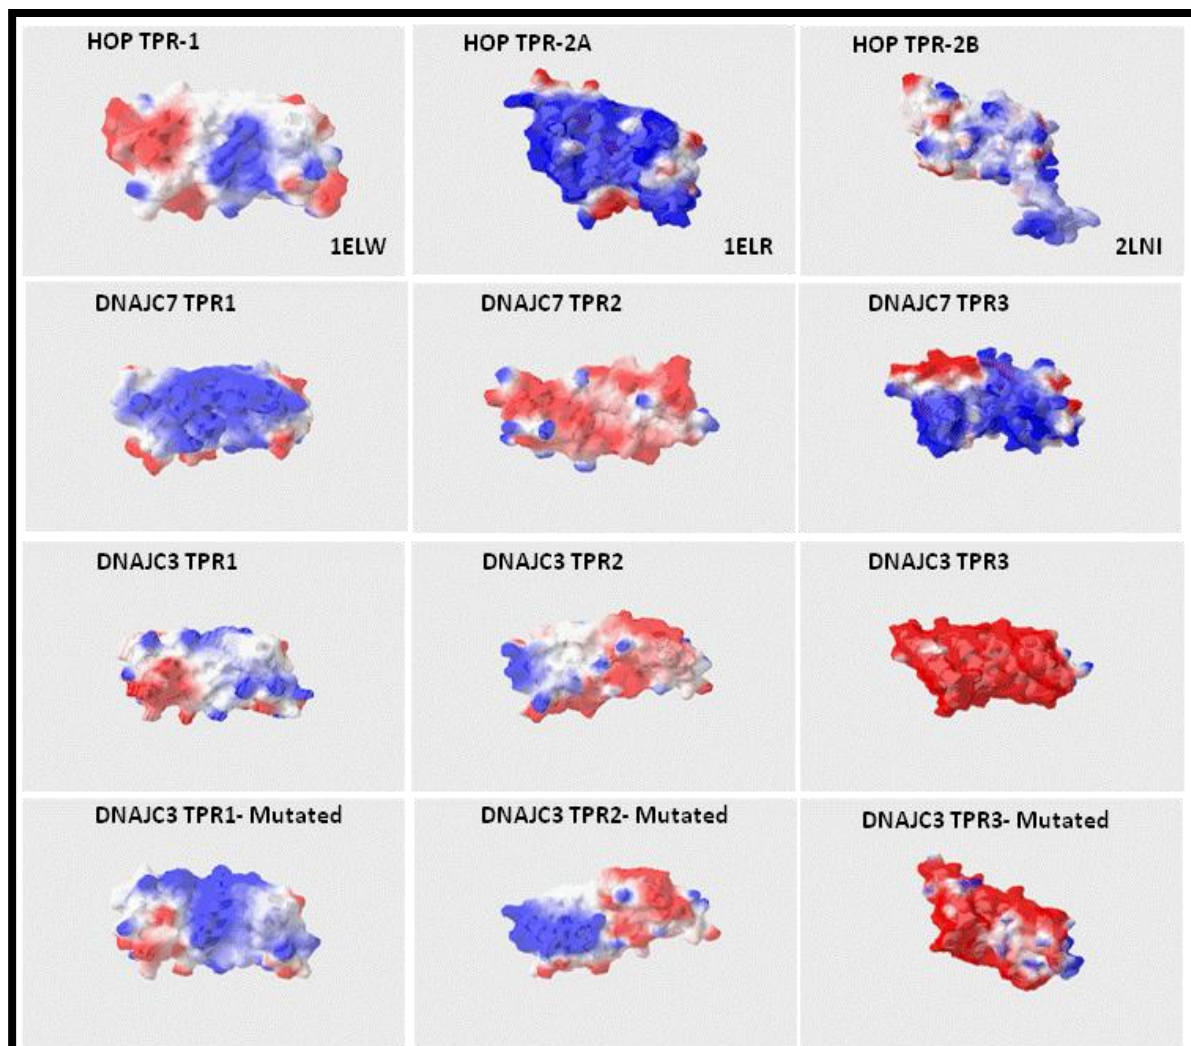 HOP TPR-1
HOP TPR-2A
HOP TPR-2B
1ELW
1ELR
2LNI
DNAJC7 TPR1
DNAJC7 TPR2
DNAJC7 TPR3
DNAJC3 TPR1
DNAJC3 TPR2
DNAJC3 TPR3
DNAJC3 TPR1- Mutated
DNAJC3 TPR2- Mutated
DNAJC3 TPR3- Mutated